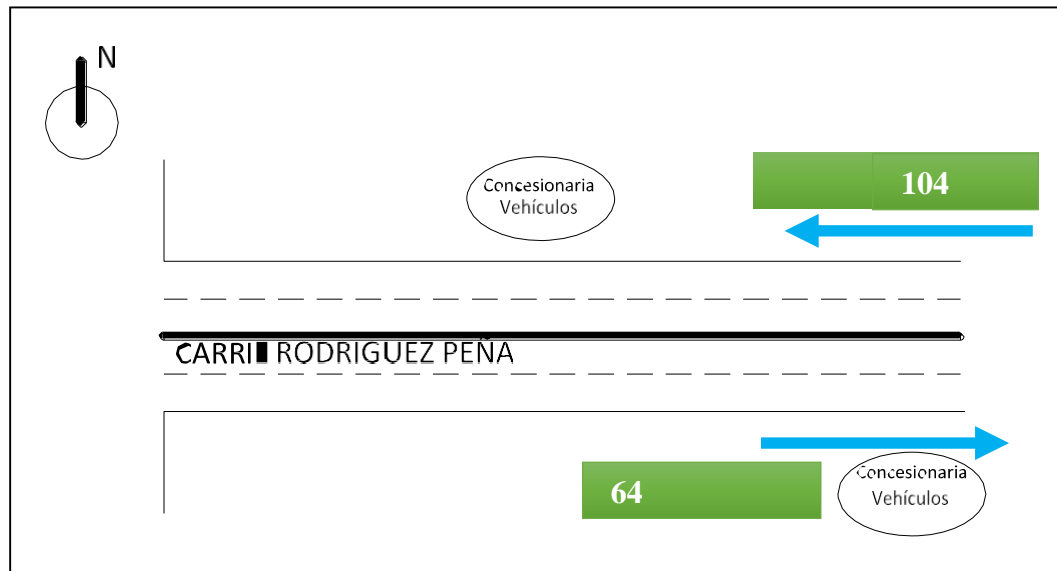 N
Concesionaria
Vehículos
104
RODRIGUEZ PEÑA
64
Concesionaria
Vehículos